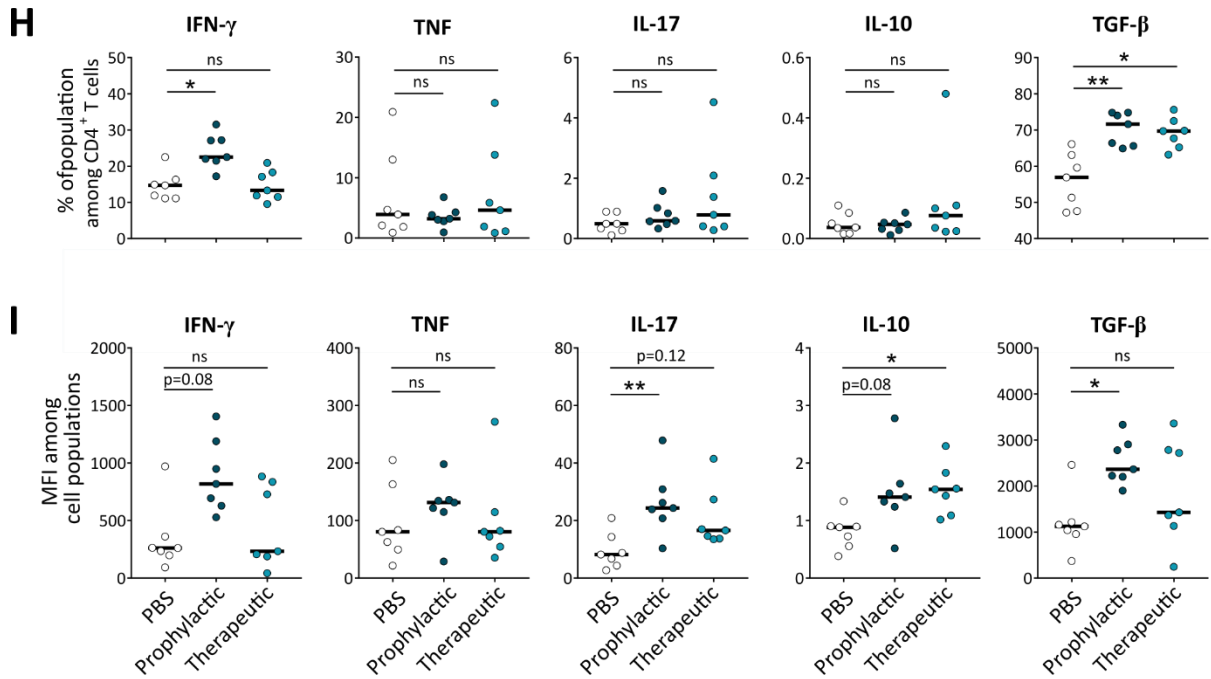 H
IFN-γ TNF IL-17 IL-10 TGF-β
% ofpopulation
among CD4⁺ T cells
50 40 30 20 10 0
ns
*
30 20 10 0
ns
ns
6 4 2 0
ns
ns
0.6 0.4 0.2 0.0
ns
ns
90 80 70 60 50 40
*
**
I
IFN-γ TNF IL-17 IL-10 TGF-β
MFI among
cell populations
2000 1500 1000 500 0
ns
p=0.08
400 300 200 100 0
ns
ns
80 60 40 20 0
p=0.12
**
4 3 2 1 0
*
p=0.08
5000 4000 3000 2000 1000 0
ns
*
PBS Prophylactic Therapeutic
PBS Prophylactic Therapeutic
PBS Prophylactic Therapeutic
PBS Prophylactic Therapeutic
PBS Prophylactic Therapeutic